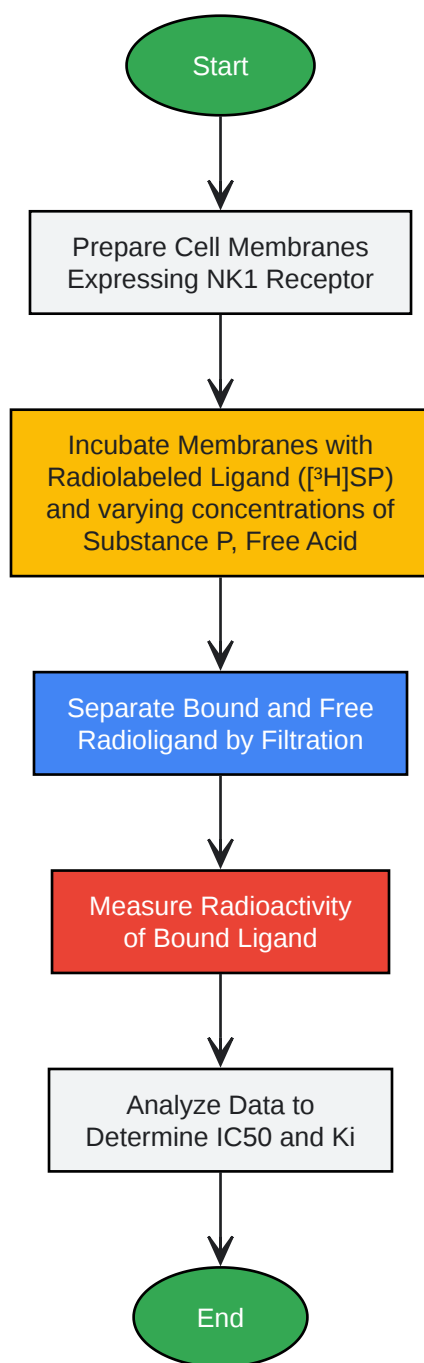 Start
Prepare Cell Membranes
Expressing NK1 Receptor
Incubate Membranes with
Radiolabeled Ligand ([³H]SP)
and varying concentrations of
Substance P, Free Acid
Separate Bound and Free
Radioligand by Filtration
Measure Radioactivity
of Bound Ligand
Analyze Data to
Determine IC50 and Ki
End